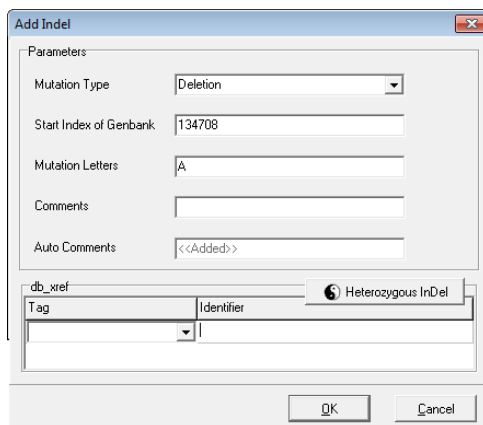 Add Indel
Parameters
Mutation Type Deletion
Start Index of Genbank 134708
Mutation Letters A
Comments
Auto Comments <<Added>>
db_xref
Heterozygous InDel
Tag Identifier
OK Cancel